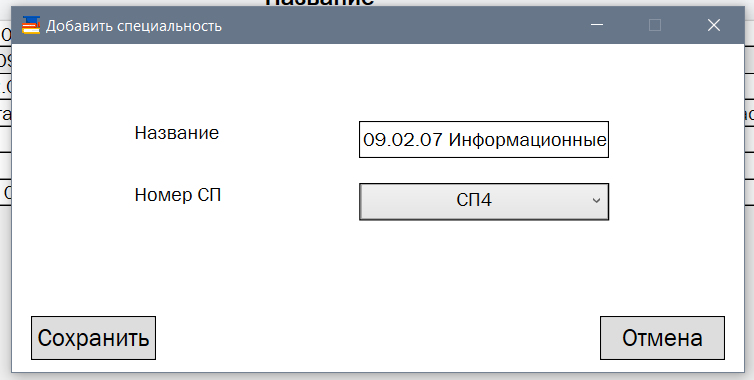 Название
Добавить специальность
Название
09.02.07 Информационные
Номер СП
СП4
Сохранить
Отмена